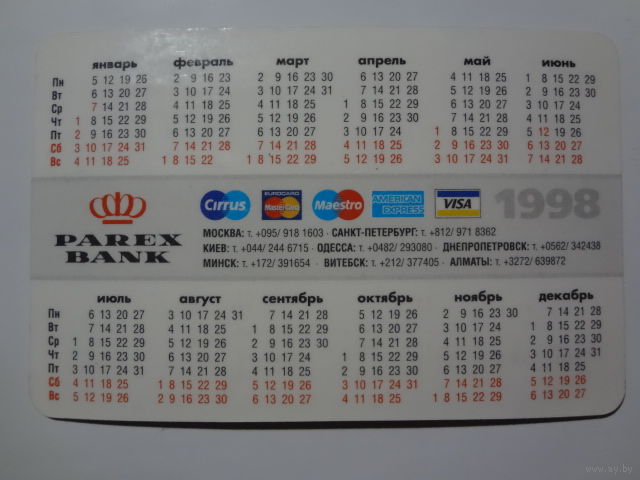 январь февраль март апрель май июнь
Пн 5 12 19 26 2 9 16 23 2 9 16 23 30 6 13 20 27 4 11 18 25 1 8 15 22 29
Вт 6 13 20 27 3 10 17 24 3 10 17 24 31 7 14 21 28 5 12 19 26 2 9 16 23 30
Ср 7 14 21 28 4 11 18 25 4 11 18 25 1 8 15 22 29 6 13 20 27 3 10 17 24
Чт 1 8 15 22 29 5 12 19 26 5 12 19 26 2 9 16 23 30 7 14 21 28 4 11 18 25
Пт 2 9 16 23 30 6 13 20 27 6 13 20 27 3 10 17 24 1 8 15 22 29 5 12 19 26
Сб 3 10 17 24 31 7 14 21 28 7 14 21 28 4 11 18 25 2 9 16 23 30 6 13 20 27
Вс 4 11 18 25 1 8 15 22 1 8 15 22 29 5 12 19 26 3 10 17 24 31 7 14 21 28
Cirrus EUROCARD MasterCard Maestro AMERICAN EXPRESS VISA 1998
PAREX BANK
МОСКВА: т. +095/ 918 1603 · САНКТ-ПЕТЕРБУРГ: т. +812/ 971 8362
КИЕВ: т. +044/ 244 6715 · ОДЕССА: т. +0482/ 293080 · ДНЕПРОПЕТРОВСК: т. +0562/ 342438
МИНСК: т. +172/ 391654 · ВИТЕБСК: т. +212/ 377405 · АЛМАТЫ: т. +3272/ 639872
июль август сентябрь октябрь ноябрь декабрь
Пн 6 13 20 27 3 10 17 24 31 7 14 21 28 5 12 19 26 2 9 16 23 30 7 14 21 28
Вт 7 14 21 28 4 11 18 25 1 8 15 22 29 6 13 20 27 3 10 17 24 1 8 15 22 29
Ср 1 8 15 22 29 5 12 19 26 2 9 16 23 30 7 14 21 28 4 11 18 25 2 9 16 23 30
Чт 2 9 16 23 30 6 13 20 27 3 10 17 24 1 8 15 22 29 5 12 19 26 3 10 17 24 31
Пт 3 10 17 24 31 7 14 21 28 4 11 18 25 2 9 16 23 30 6 13 20 27 4 11 18 25
Сб 4 11 18 25 1 8 15 22 29 5 12 19 26 3 10 17 24 31 7 14 21 28 5 12 19 26
Вс 5 12 19 26 2 9 16 23 30 6 13 20 27 4 11 18 25 1 8 15 22 29 6 13 20 27
www.ay.by